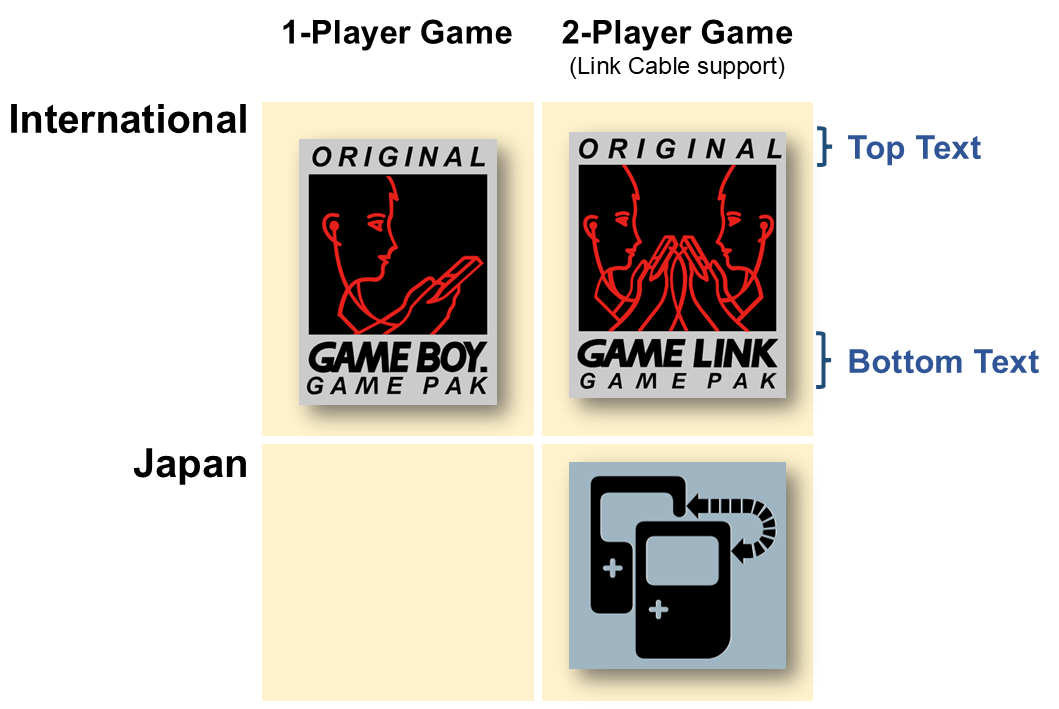 1-Player Game
2-Player Game
(Link Cable support)
International
ORIGINAL
GAME BOY.
GAME PAK
ORIGINAL
GAME LINK
GAME PAK
Top Text
Bottom Text
Japan